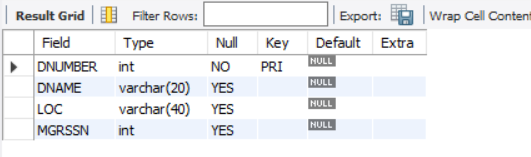 Result Grid Filter Rows: Export: Wrap Cell Content
Field Type Null Key Default Extra
DNUMBER int NO PRI NULL
DNAME varchar(20) YES NULL
LOC varchar(40) YES NULL
MGRSSN int YES NULL